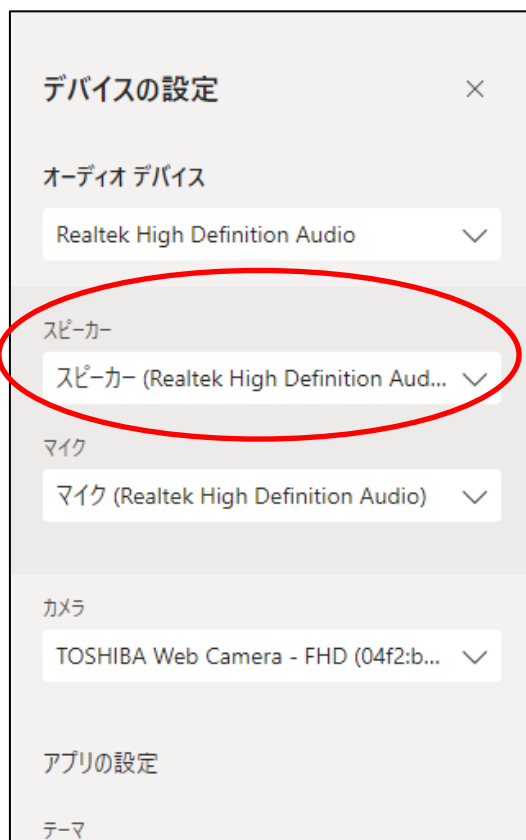 デバイスの設定
オーディオ デバイス
Realtek High Definition Audio
スピーカー
スピーカー (Realtek High Definition Aud...
マイク
マイク (Realtek High Definition Audio)
カメラ
TOSHIBA Web Camera - FHD (04f2:b...
アプリの設定
テーマ